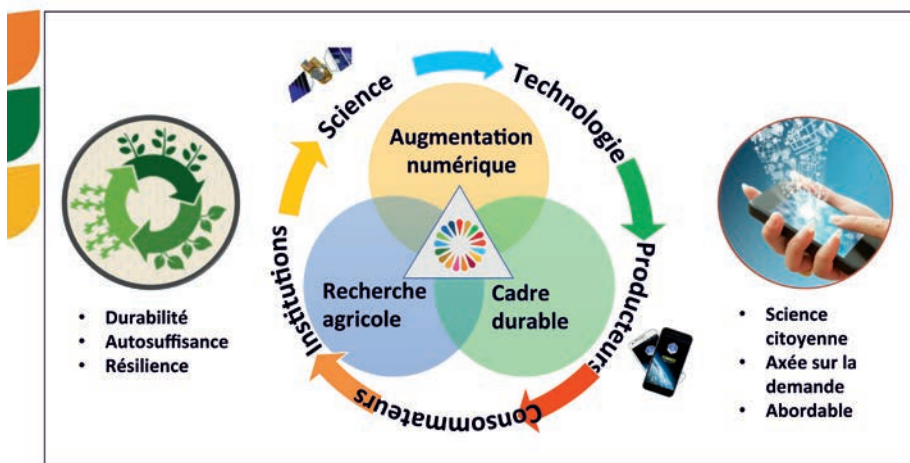 Science
Technologie
Producteurs
Consommateurs
Institutions
Augmentation
numérique
Recherche
agricole
Cadre
durable
• Durabilité
• Autosuffisance
• Résilience
• Science
citoyenne
• Axée sur la
demande
• Abordable